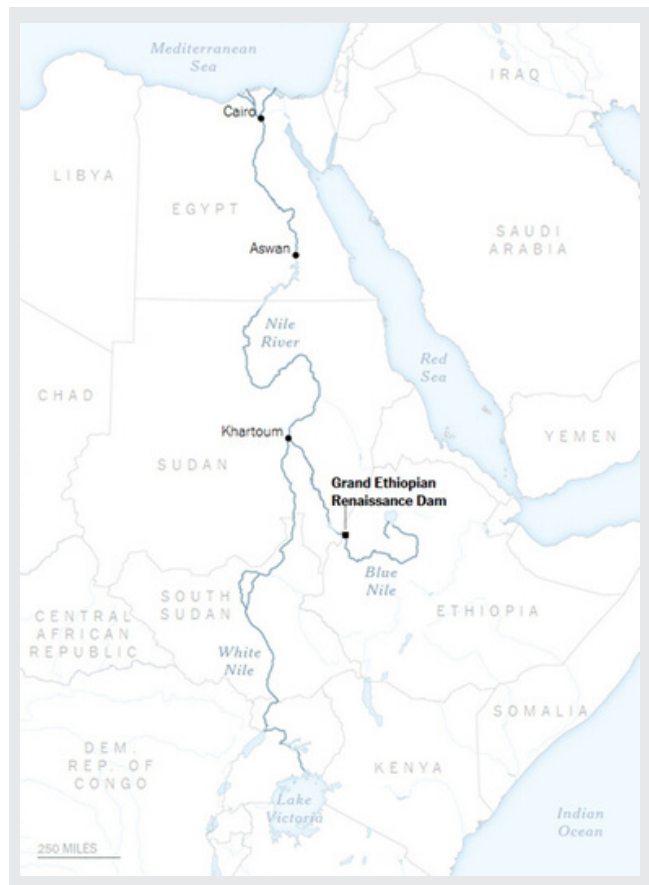 Mediterranean
Sea
IRAQ
Cairo
LIBYA
EGYPT
SAUDI
ARABIA
Aswan
Nile
River
Red
Sea
CHAD
Khartoum
YEMEN
SUDAN
Grand Ethiopian
Renaissance Dam
Blue
Nile
SOUTH
SUDAN
ETHIOPIA
CENTRAL
AFRICAN
REPUBLIC
White
Nile
SOMALIA
DEM.
REP. OF
CONGO
KENYA
Lake
Victoria
Indian
Ocean
250 MILES